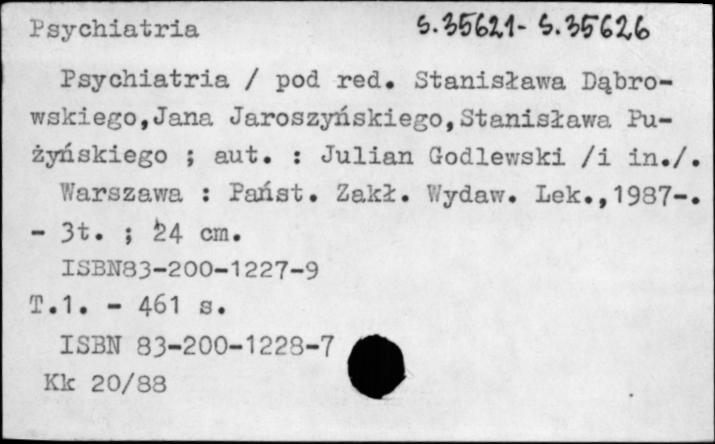 Psychiatria S.35621-S.35626
Psychiatria / pod red. Stanisława Dąbro-
wskiego,Jana Jaroszyńskiego,Stanisława Pu-
żyńskiego ; aut. : Julian Godlewski /i in./.
Warszawa : Państ. Zakł. Wydaw. Lek.,1987-.
- 3t. ; 24 cm.
ISBN83-200-1227-9
T.1. - 461 s.
ISBN 83-200-1228-7
Kk 20/88